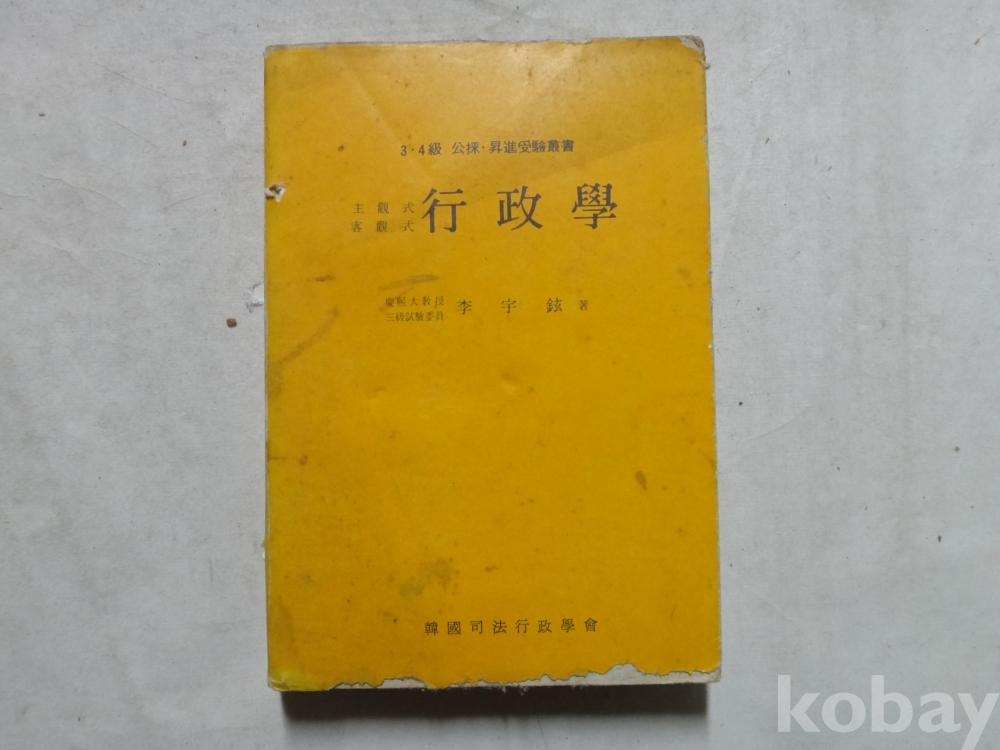 3·4級 公採·昇進受驗叢書
主觀式
客觀式
行政學
慶熙大敎授
三級試驗委員
李宇鉉 著
韓國司法行政學會
kobay